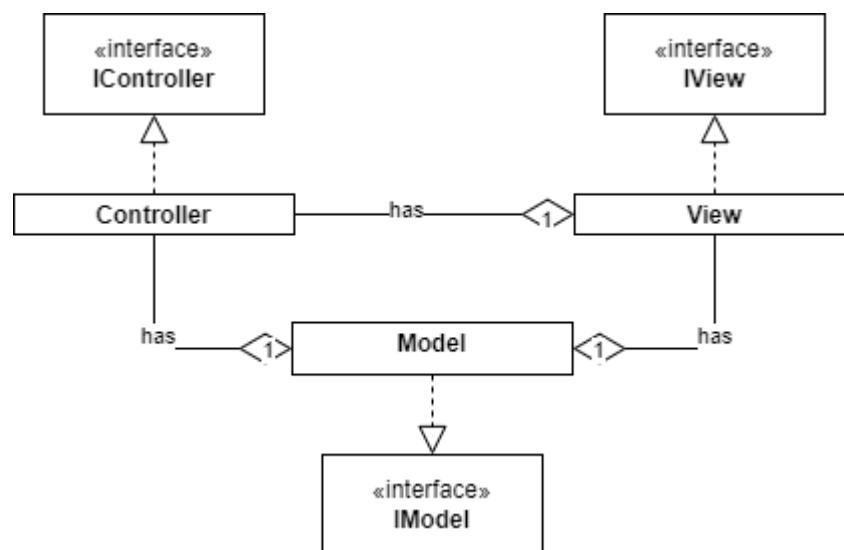 «interface»
IController
«interface»
IView
Controller
has
1
View
has
1
Model
1
has
«interface»
IModel